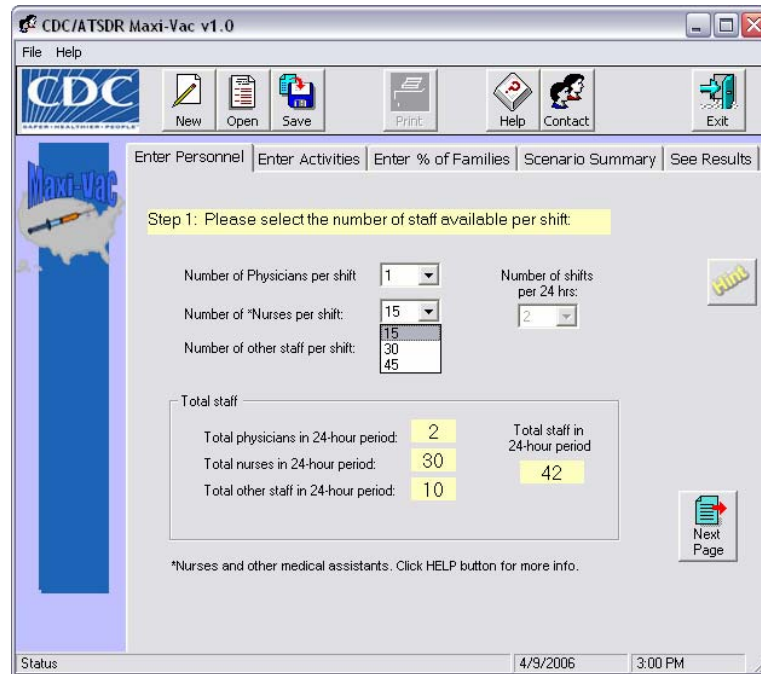 CDC/ATSDR Maxi-Vac v1.0
File Help
CDC
SAFER·HEALTHIER·PEOPLE
New Open Save Print Help Contact Exit
Maxi-Vac
Enter Personnel Enter Activities Enter % of Families Scenario Summary See Results
Step 1: Please select the number of staff available per shift:
Number of Physicians per shift 1
Number of shifts
per 24 hrs:
2
Hint
Number of *Nurses per shift: 15
15
30
45
Number of other staff per shift:
Total staff
Total physicians in 24-hour period: 2
Total nurses in 24-hour period: 30
Total other staff in 24-hour period: 10
Total staff in
24-hour period
42
Next
Page
*Nurses and other medical assistants. Click HELP button for more info.
Status 4/9/2006 3:00 PM